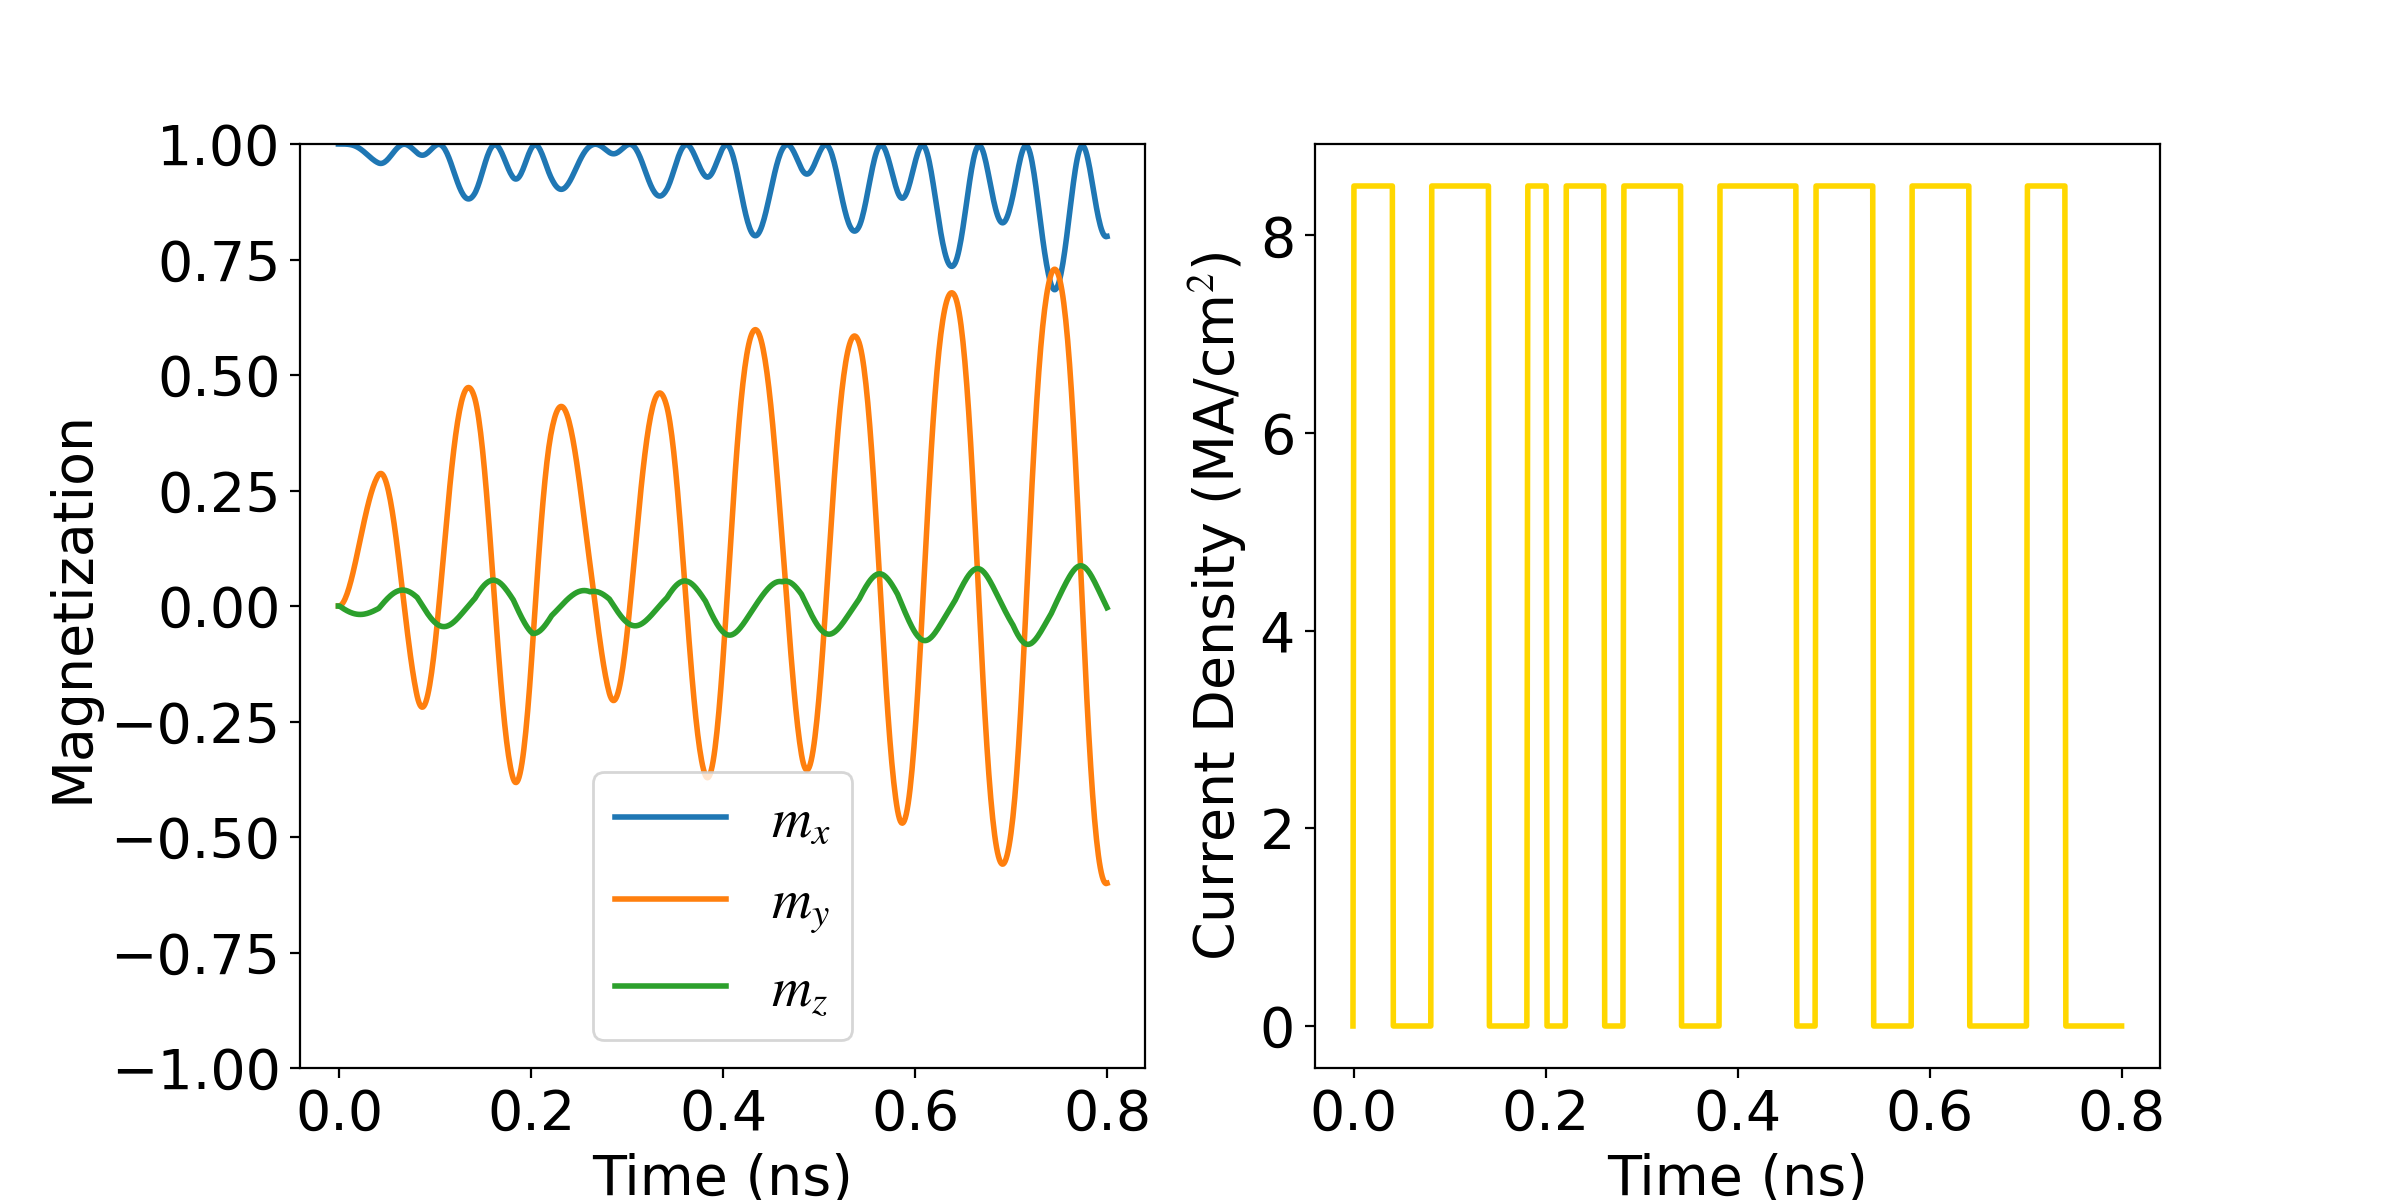 Magnetization
1.00
0.75
0.50
0.25
0.00
−0.25
−0.50
−0.75
−1.00
0.0 0.2 0.4 0.6 0.8
Time (ns)
m_x
m_y
m_z
Current Density (MA/cm²)
8
6
4
2
0
0.0 0.2 0.4 0.6 0.8
Time (ns)